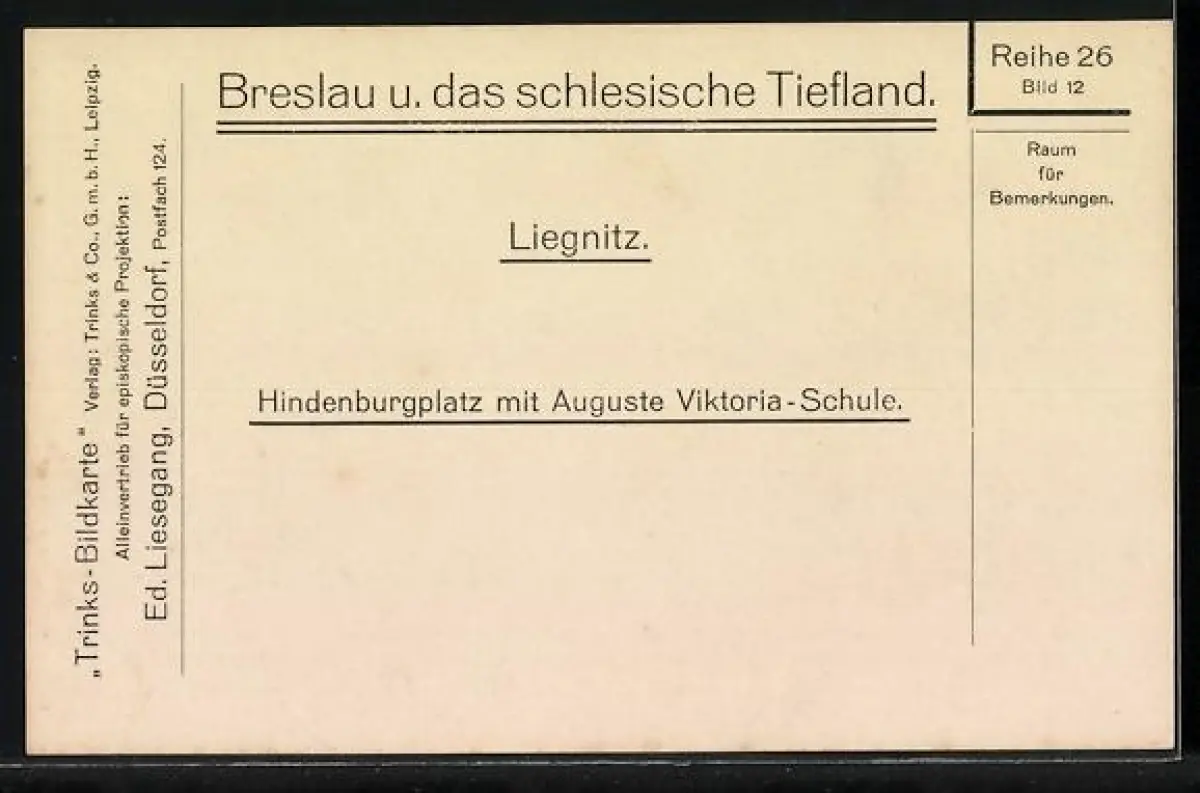 Breslau u. das schlesische Tiefland.
Reihe 26
Bild 12
Raum
für
Bemerkungen.
Liegnitz.
Hindenburgplatz mit Auguste Viktoria-Schule.
„Trinks-Bildkarte“ Verlag: Trinks & Co., G. m. b. H., Leipzig.
Alleinvertrieb für episkopische Projektion:
Ed. Liesegang, Düsseldorf, Postfach 124.